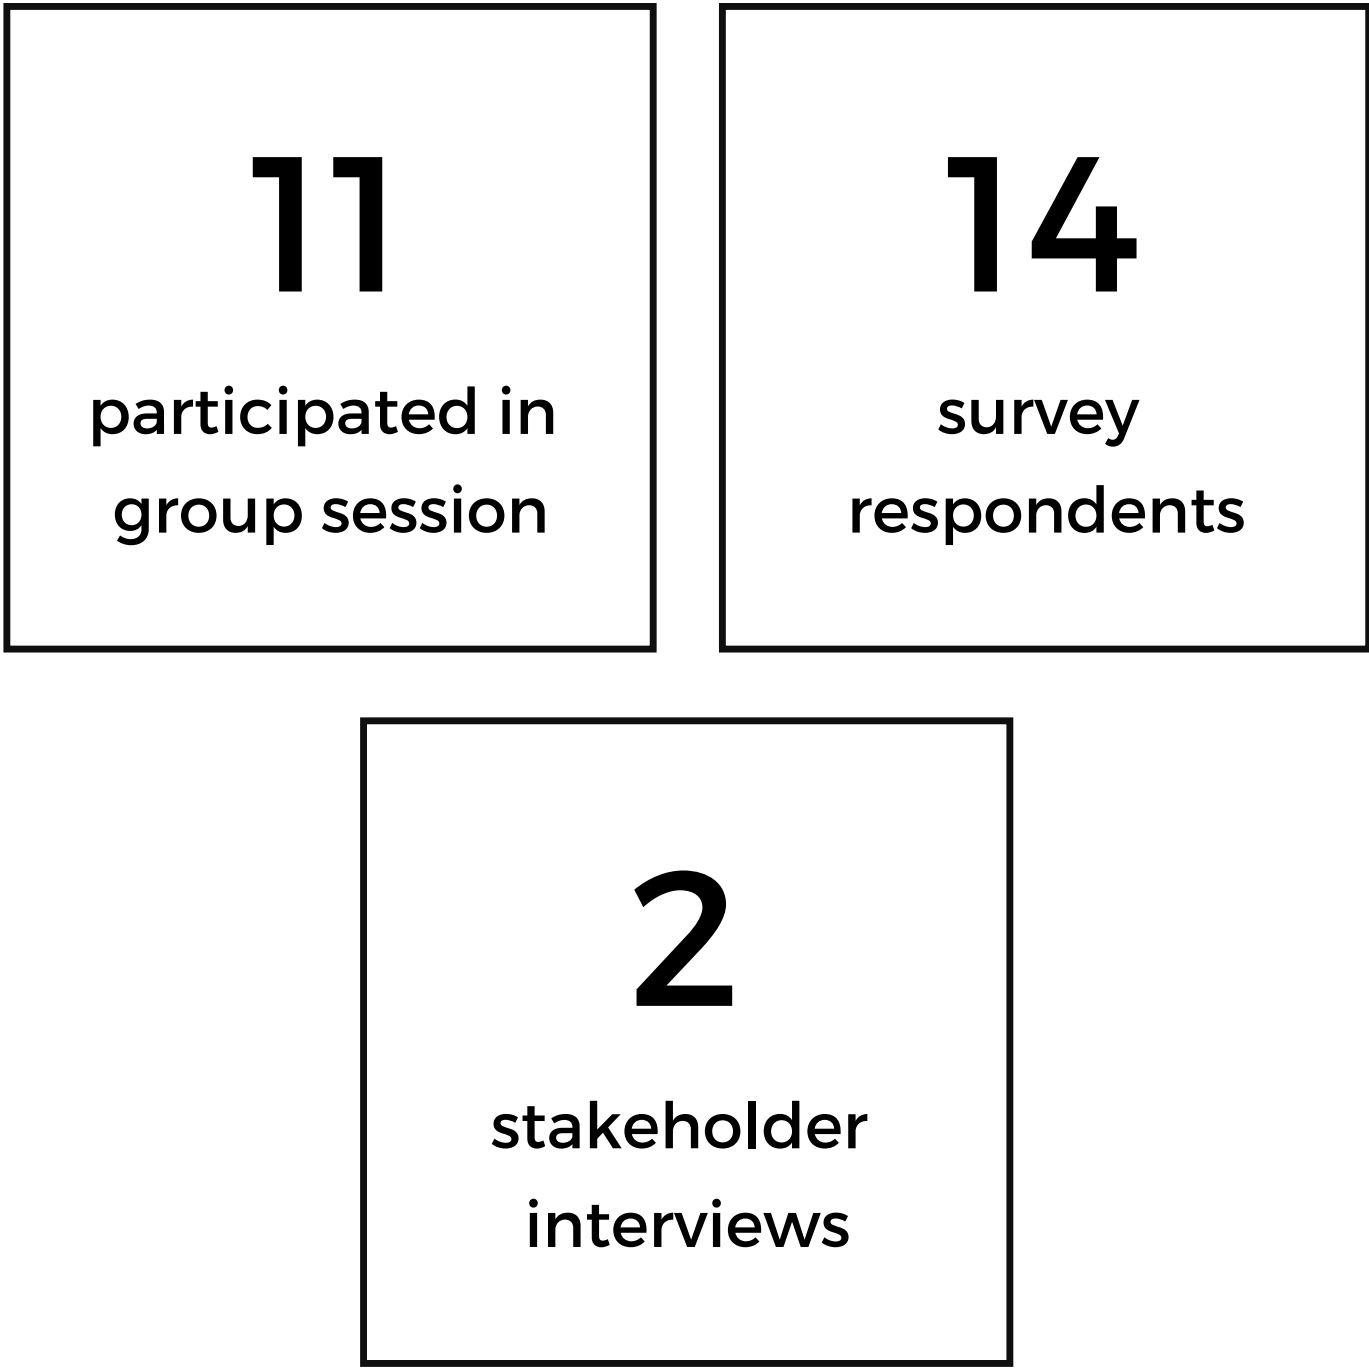 11
participated in
group session
14
survey
respondents
2
stakeholder
interviews